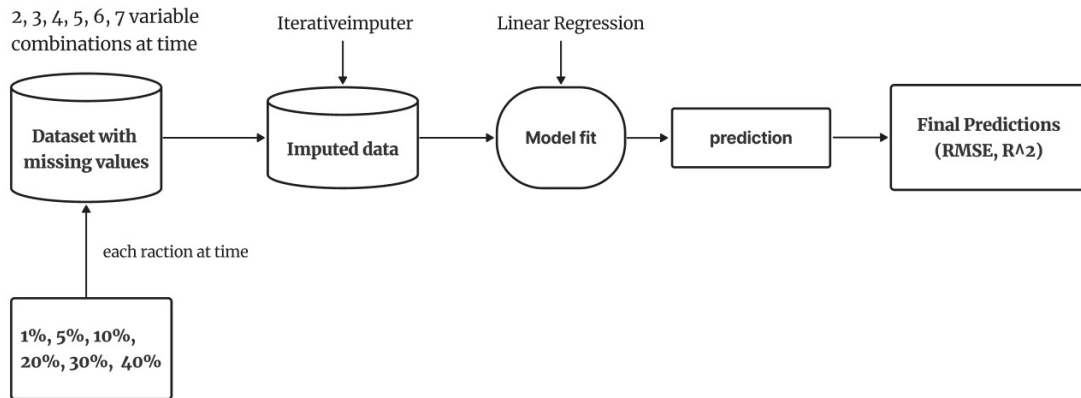 2, 3, 4, 5, 6, 7 variable
combinations at time
Iterativeimputer
Linear Regression
Dataset with
missing values
Imputed data
Model fit
prediction
Final Predictions
(RMSE, R^2)
each raction at time
1%, 5%, 10%,
20%, 30%, 40%